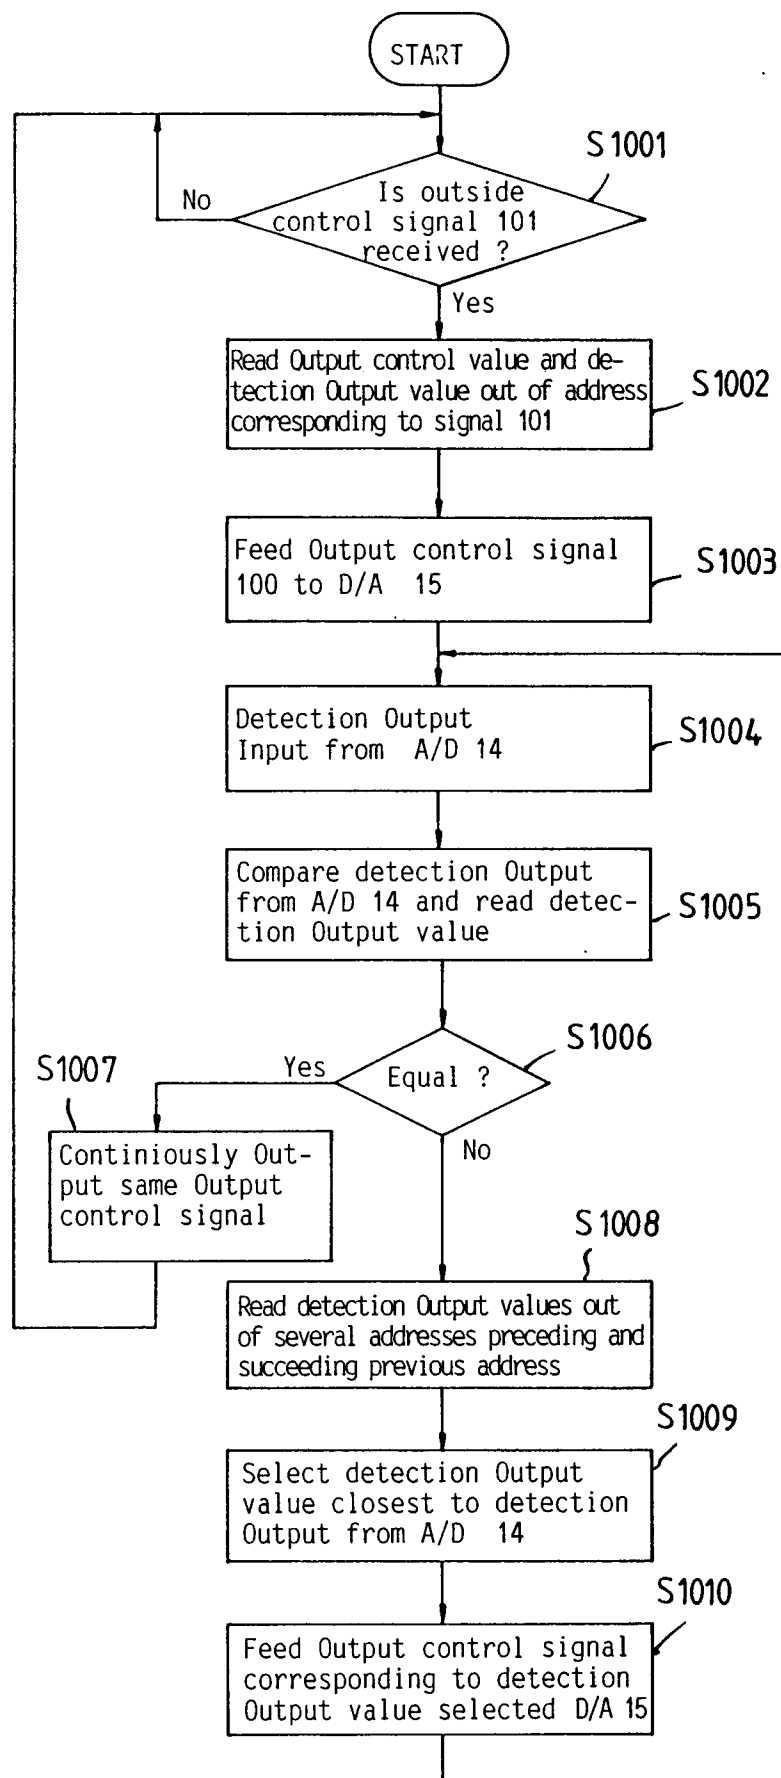 START
S1001
Is outside
control signal 101
received ?
No
Yes
Read Output control value and de-
tection Output value out of address
corresponding to signal 101
S1002
Feed Output control signal
100 to D/A 15
S1003
Detection Output
Input from A/D 14
S1004
Compare detection Output
from A/D 14 and read detec-
tion Output value
S1005
S1006
Equal ?
Yes
No
S1007
Continiously Out-
put same Output
control signal
S1008
Read detection Output values out
of several addresses preceding and
succeeding previous address
S1009
Select detection Output
value closest to detection
Output from A/D 14
S1010
Feed Output control signal
corresponding to detection
Output value selected D/A 15